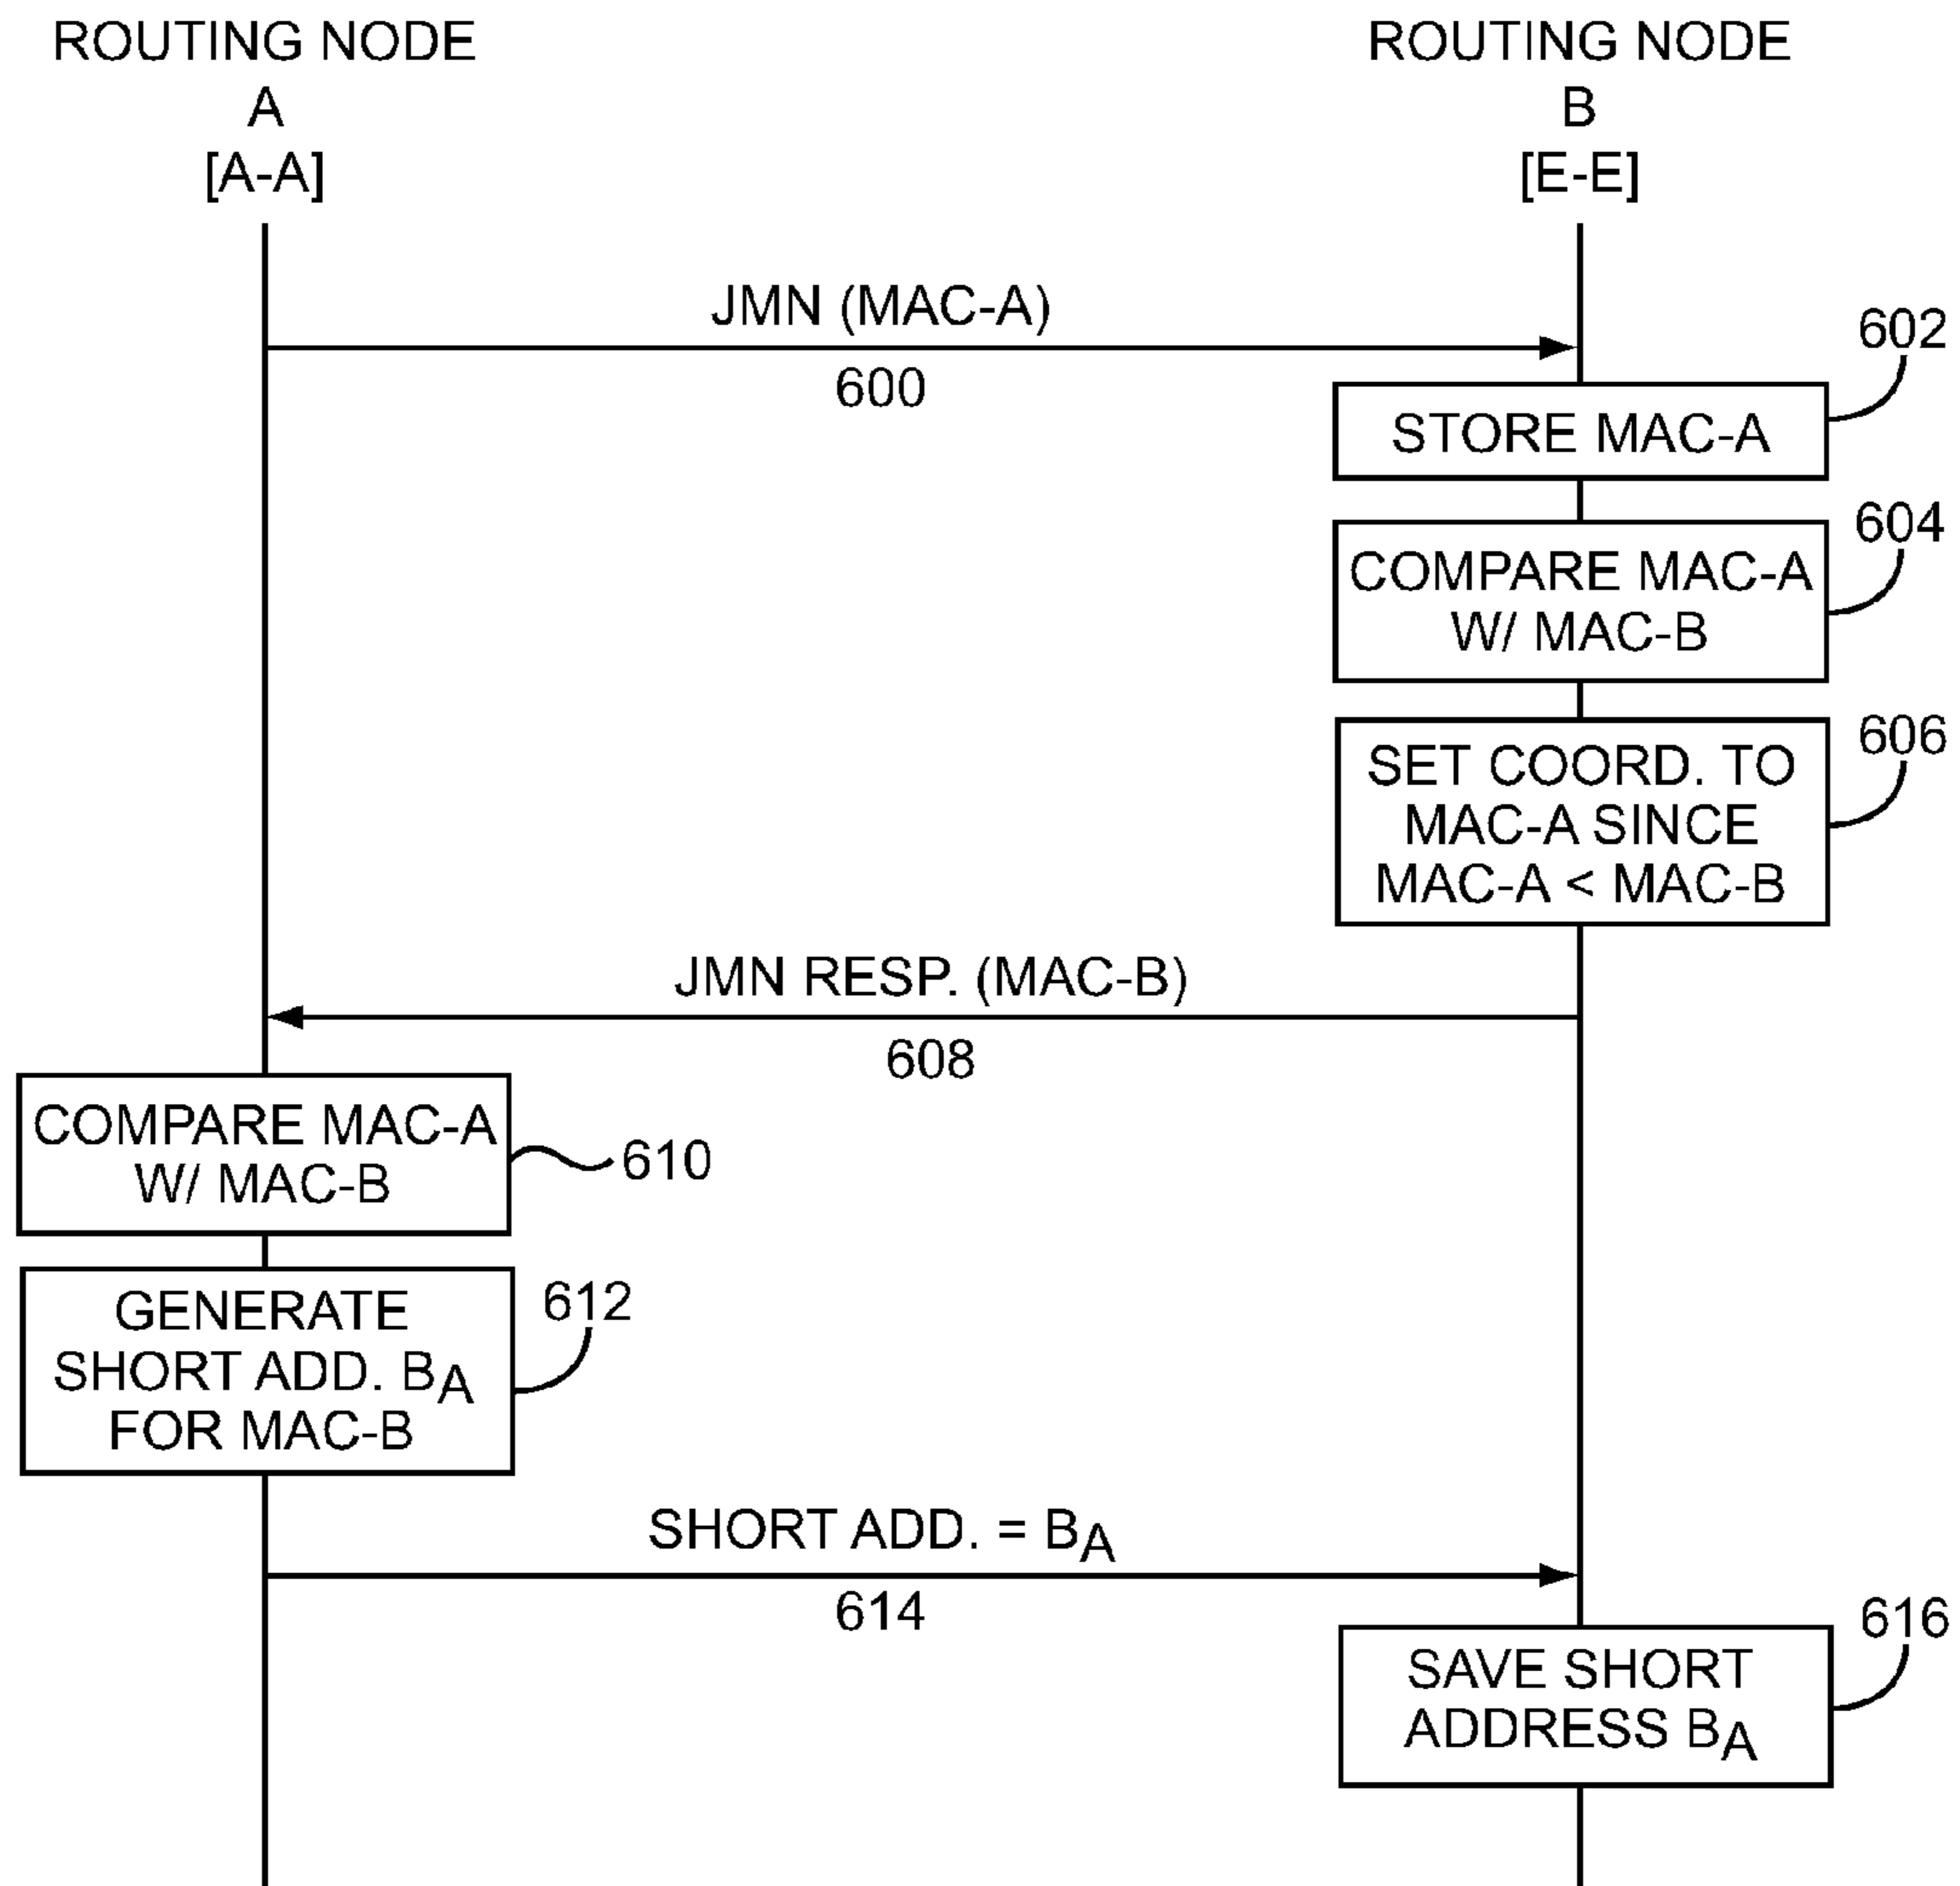 ROUTING NODE
A
[A-A]
ROUTING NODE
B
[E-E]
JMN (MAC-A)
600
602
STORE MAC-A
604
COMPARE MAC-A
W/ MAC-B
606
SET COORD. TO
MAC-A SINCE
MAC-A < MAC-B
JMN RESP. (MAC-B)
608
COMPARE MAC-A
W/ MAC-B
610
GENERATE
SHORT ADD. BA
FOR MAC-B
612
SHORT ADD. = BA
614
616
SAVE SHORT
ADDRESS BA